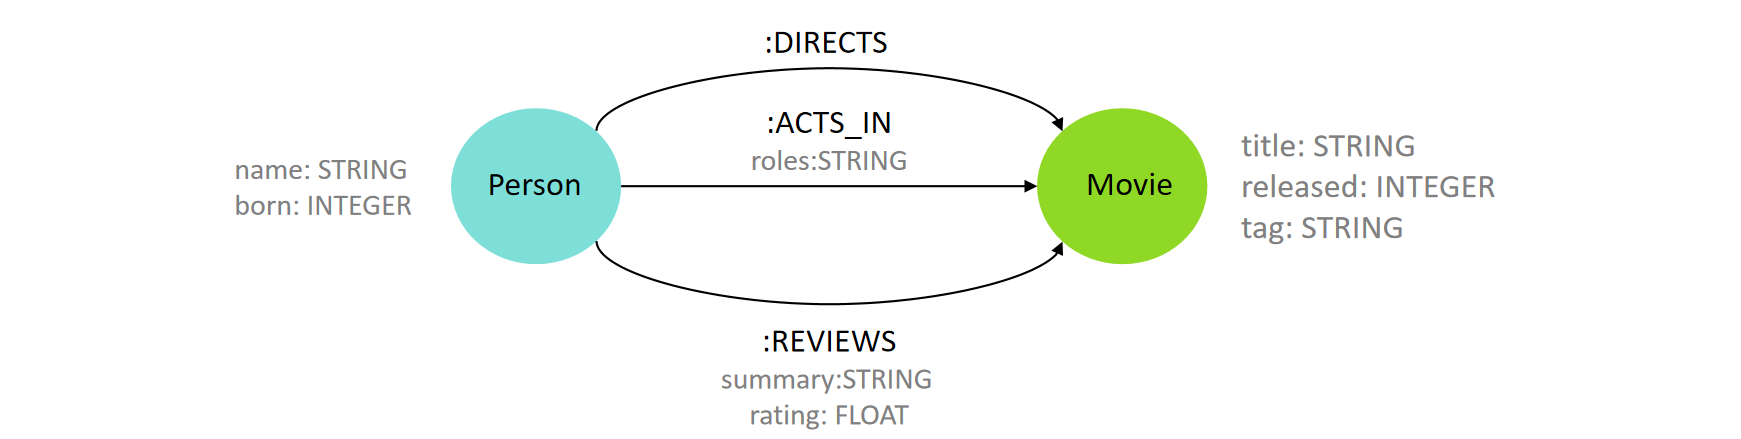 :DIRECTS
:ACTS_IN
roles:STRING
name: STRING
born: INTEGER
Person
Movie
title: STRING
released: INTEGER
tag: STRING
:REVIEWS
summary:STRING
rating: FLOAT